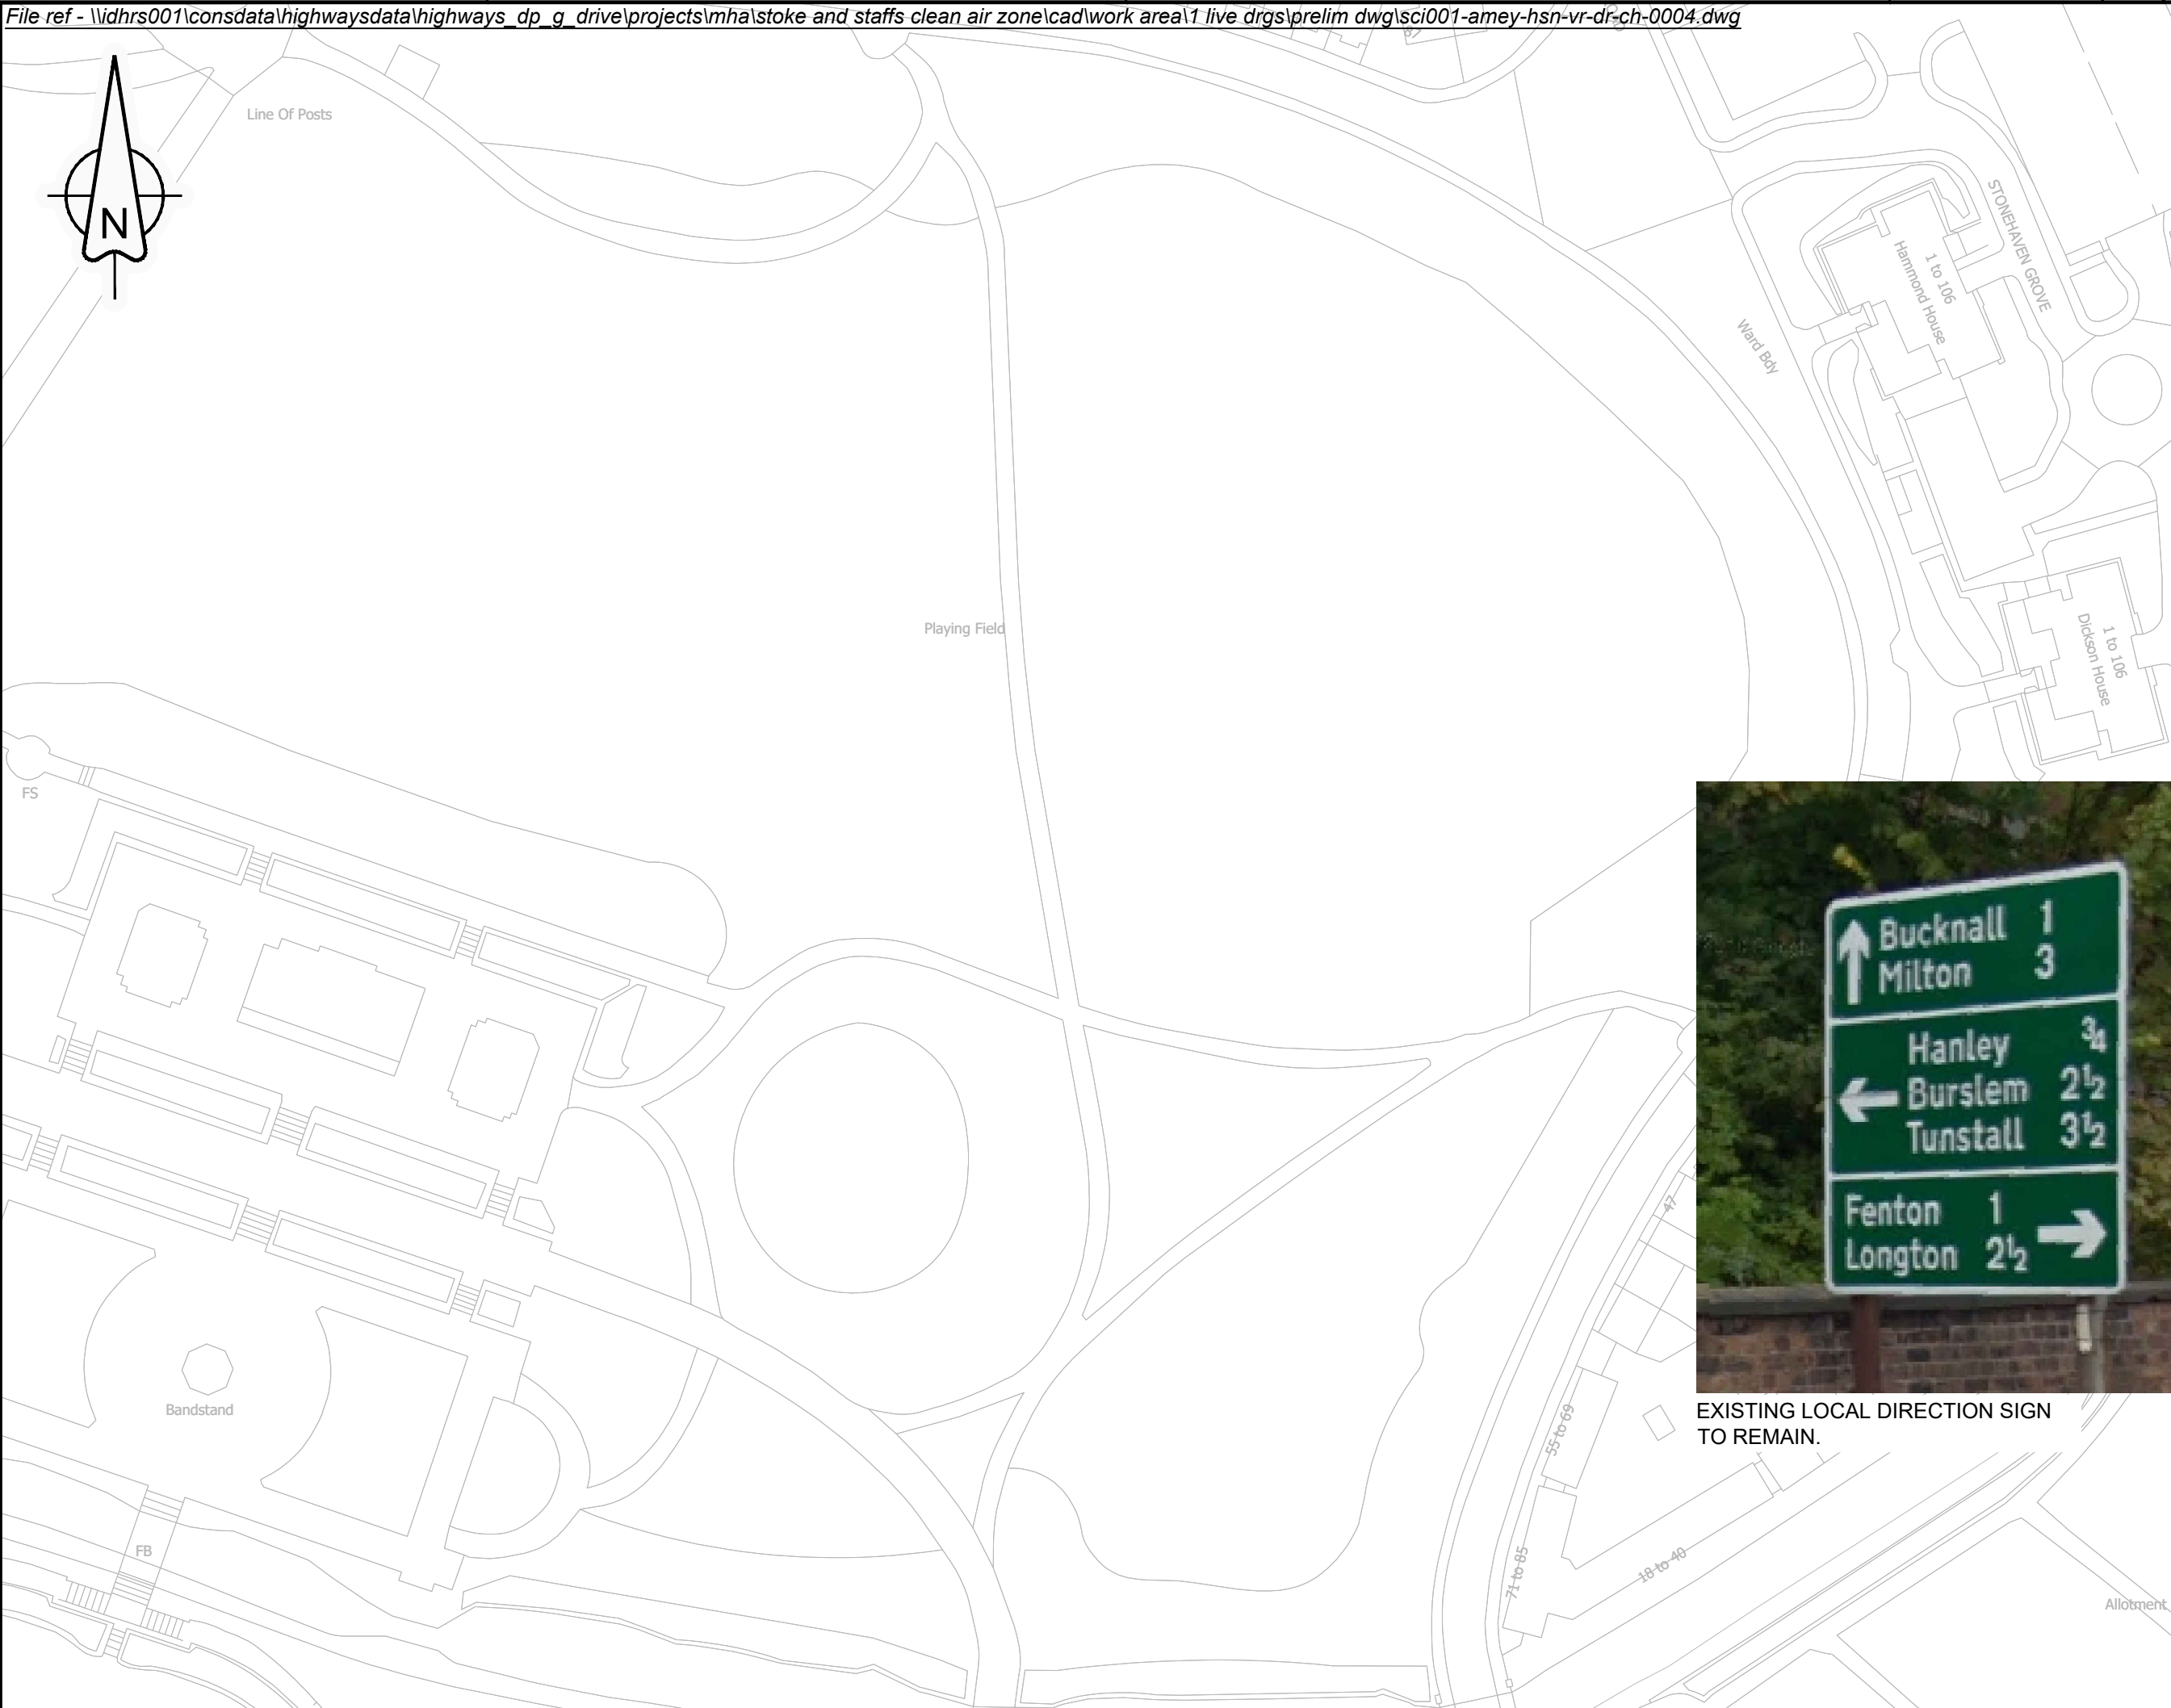 File ref - \\idhrs001\consdata\highwaysdata\highways_dp_g_drive\projects\mha\stoke and staffs clean air zone\cad\work area\1 live drgs\prelim dwg\sci001-amey-hsn-vr-dr-ch-0004.dwg
87
Line Of Posts
N
STONEHAVEN GROVE
1 to 106
Hammond House
Ward Bdy
Playing Field
1 to 106
Dickson House
FS
Bucknall 1
Milton 3
Hanley ¾
Burslem 2½
Tunstall 3½
Fenton 1
Longton 2½
47
Bandstand
EXISTING LOCAL DIRECTION SIGN
TO REMAIN.
55 to 69
FB
71 to 85
18 to 40
Allotment